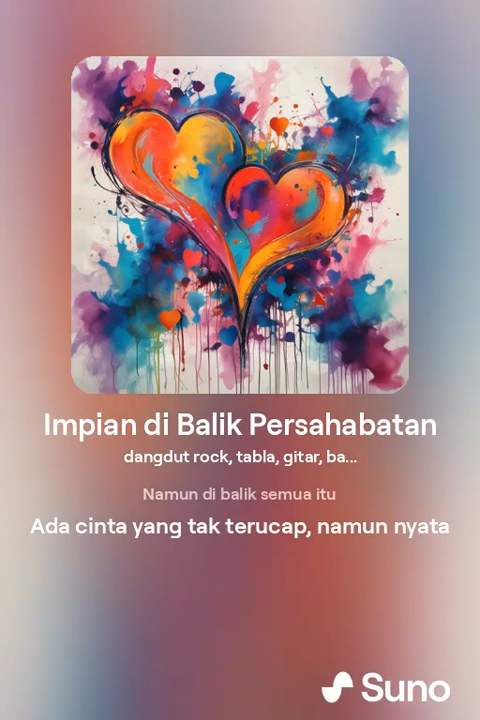 Impian di Balik Persahabatan
dangdut rock, tabla, gitar, ba...
Namun di balik semua itu
Ada cinta yang tak terucap, namun nyata
Suno